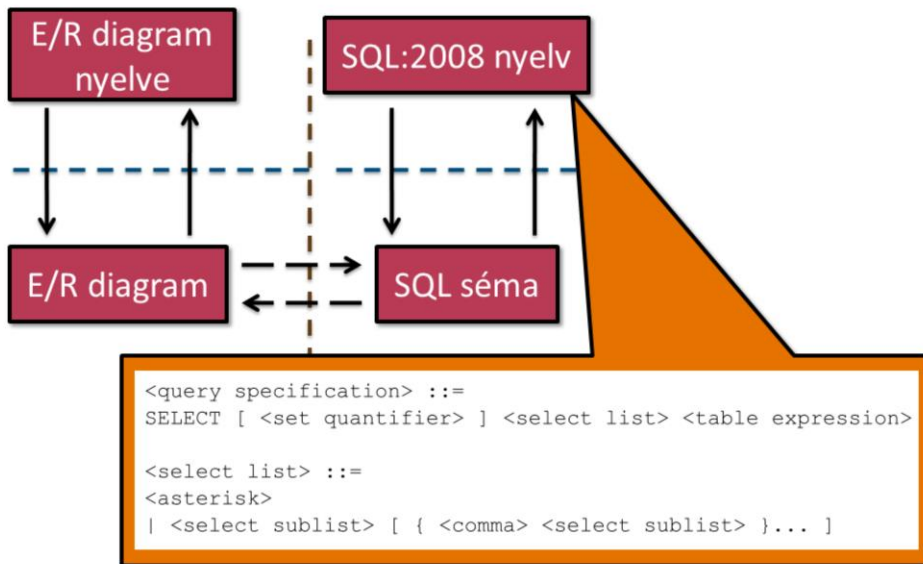 E/R diagram
nyelve
SQL:2008 nyelv
E/R diagram
SQL séma
<query specification> ::=
SELECT [ <set quantifier> ] <select list> <table expression>
<select list> ::=
<asterisk>
| <select sublist> [ { <comma> <select sublist> }... ]